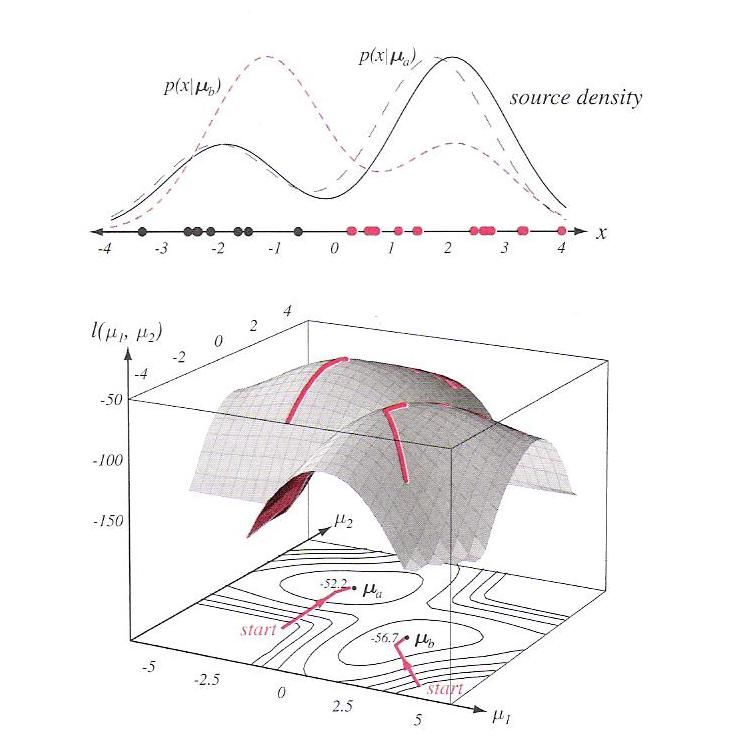 p(x|μa)
p(x|μb)
source density
-4 -3 -2 -1 0 1 2 3 4 x
l(μ1, μ2)
-4 -2 0 2 4
-50
-100
-150
μ2
-52.2 μa
start
-56.7 μb
start
-5 -2.5 0 2.5 5 μ1